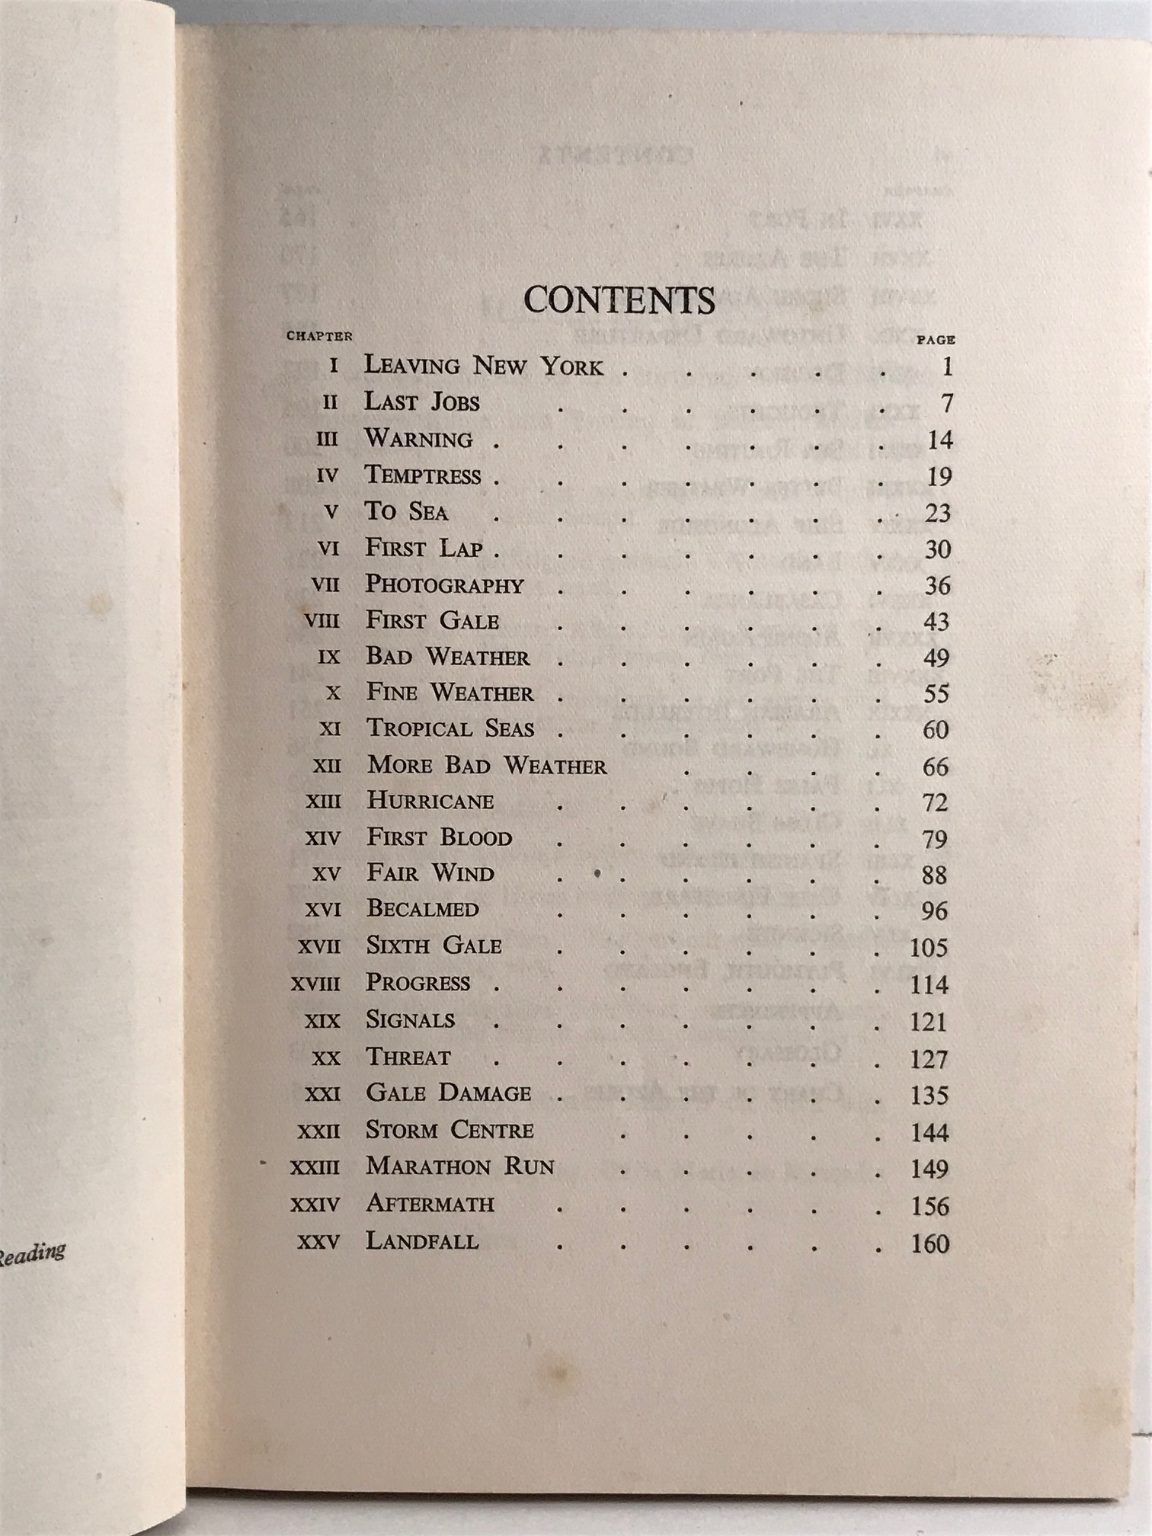 CONTENTS
CHAPTER PAGE
I LEAVING NEW YORK . . . . . 1
II LAST JOBS . . . . . . 7
III WARNING . . . . . . . 14
IV TEMPTRESS . . . . . . . 19
V TO SEA . . . . . . . 23
VI FIRST LAP . . . . . . . 30
VII PHOTOGRAPHY . . . . . . 36
VIII FIRST GALE . . . . . . 43
IX BAD WEATHER . . . . . . 49
X FINE WEATHER . . . . . . 55
XI TROPICAL SEAS . . . . . . 60
XII MORE BAD WEATHER . . . . 66
XIII HURRICANE . . . . . . 72
XIV FIRST BLOOD . . . . . . 79
XV FAIR WIND . . . . . . 88
XVI BECALMED . . . . . . 96
XVII SIXTH GALE . . . . . . 105
XVIII PROGRESS . . . . . . . 114
XIX SIGNALS . . . . . . . 121
XX THREAT . . . . . . . 127
XXI GALE DAMAGE . . . . . . 135
XXII STORM CENTRE . . . . . 144
XXIII MARATHON RUN . . . . . 149
XXIV AFTERMATH . . . . . . 156
XXV LANDFALL . . . . . . 160
Reading